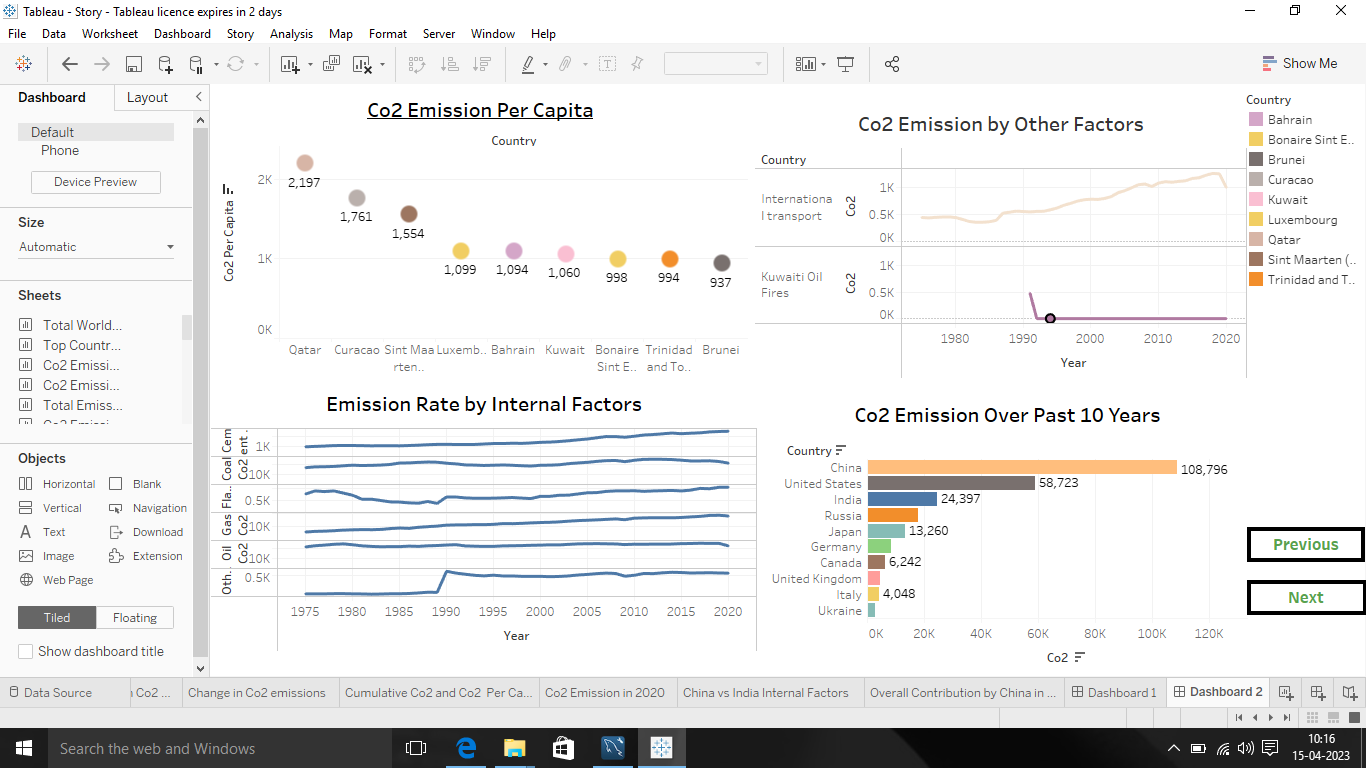 Tableau - Story - Tableau licence expires in 2 days
File Data Worksheet Dashboard Story Analysis Map Format Server Window Help
Show Me
Dashboard Layout
Default
Phone
Device Preview
Size
Automatic
Sheets
Total World...
Top Countr...
Co2 Emissi...
Co2 Emissi...
Total Emiss...
Objects
Horizontal Blank
Vertical Navigation
Text Download
Image Extension
Web Page
Tiled Floating
Show dashboard title
Co2 Emission Per Capita
Country
Co2 Per Capita
2K
1K
0K
2,197
1,761
1,554
1,099
1,094
1,060
998
994
937
Qatar Curacao Sint Maa Luxemb.. Bahrain Kuwait Bonaire Trinidad Brunei
rten.. Sint E.. and To..
Co2 Emission by Other Factors
Country
Internationa
l transport
Co2
1K
0.5K
0K
Kuwaiti Oil
Fires
Co2
1K
0.5K
0K
1980 1990 2000 2010 2020
Year
Country
Bahrain
Bonaire Sint E..
Brunei
Curacao
Kuwait
Luxembourg
Qatar
Sint Maarten (..
Trinidad and T..
Emission Rate by Internal Factors
Cem
ent ..
1K
Coal
Co2
10K
Fla..
0.5K
Gas
Co2
10K
Oil
Co2
10K
Oth..
0.5K
1975 1980 1985 1990 1995 2000 2005 2010 2015 2020
Year
Co2 Emission Over Past 10 Years
Country
China 108,796
United States 58,723
India 24,397
Russia
Japan 13,260
Germany
Canada 6,242
United Kingdom
Italy 4,048
Ukraine
0K 20K 40K 60K 80K 100K 120K
Co2
Previous
Next
Data Source Co2 ... Change in Co2 emissions Cumulative Co2 and Co2 Per Ca... Co2 Emission in 2020 China vs India Internal Factors Overall Contribution by China in ... Dashboard 1 Dashboard 2
Search the web and Windows
10:16
15-04-2023